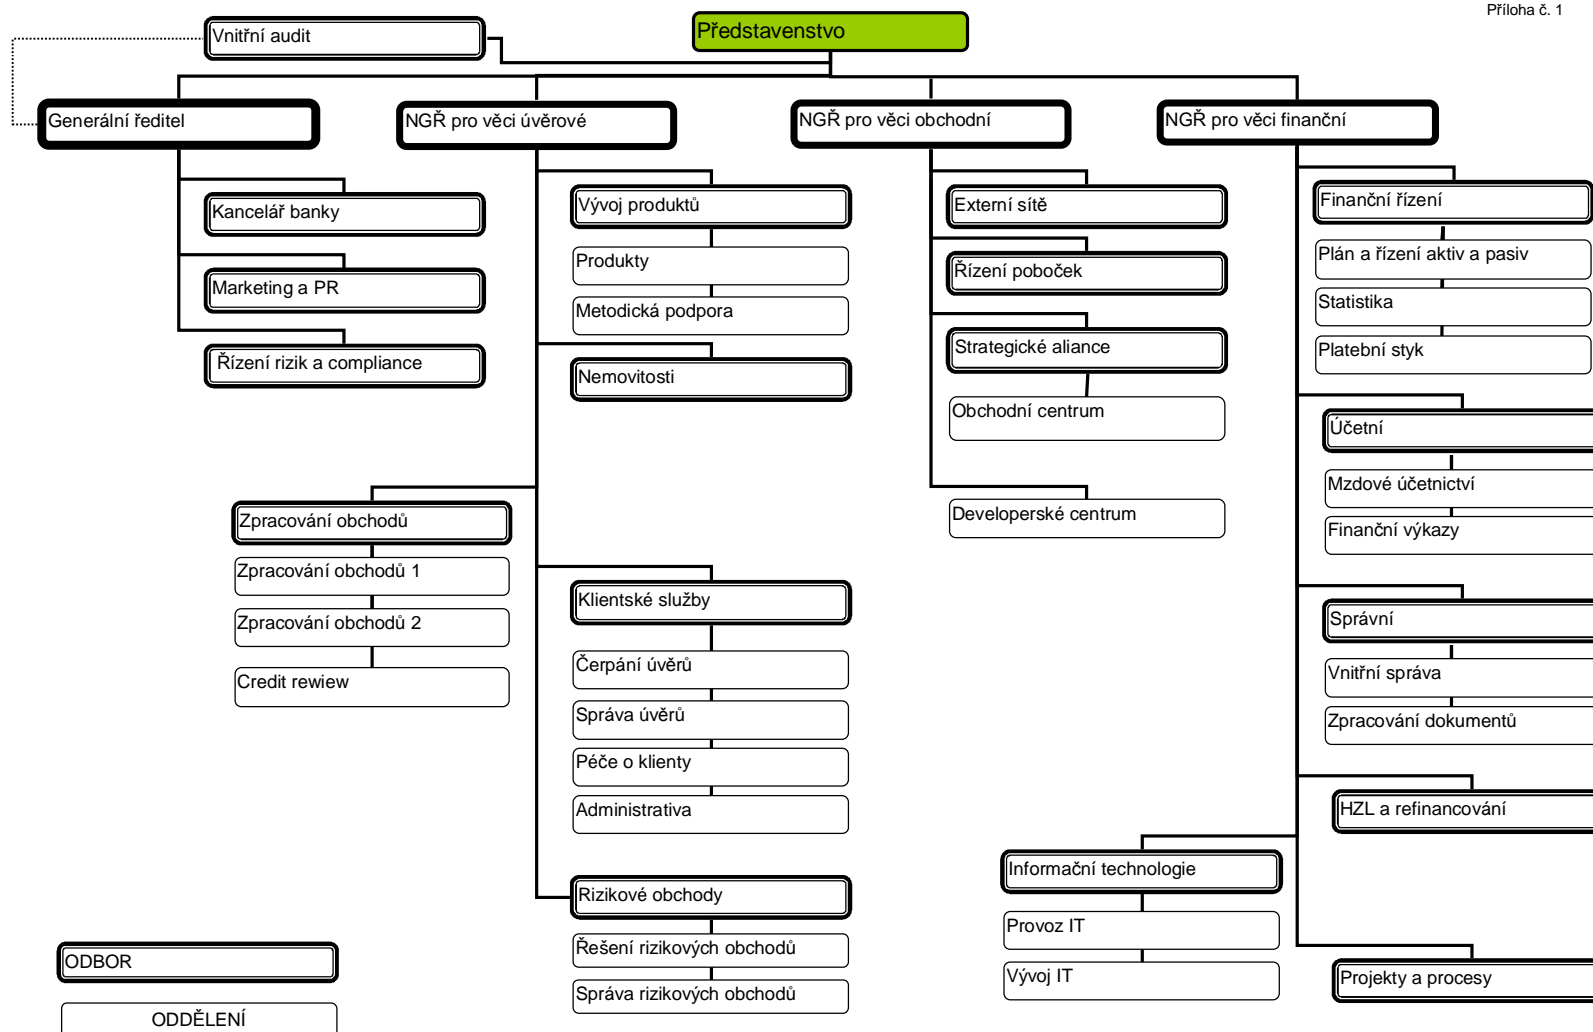 Příloha č. 1
Vnitřní audit
Představenstvo
Generální ředitel
NGŘ pro věci úvěrové
NGŘ pro věci obchodní
NGŘ pro věci finanční
Kancelář banky
Marketing a PR
Řízení rizik a compliance
Vývoj produktů
Produkty
Metodická podpora
Nemovitosti
Zpracování obchodů
Zpracování obchodů 1
Zpracování obchodů 2
Credit rewiew
Klientské služby
Čerpání úvěrů
Správa úvěrů
Péče o klienty
Administrativa
Rizikové obchody
Řešení rizikových obchodů
Správa rizikových obchodů
Externí sítě
Řízení poboček
Strategické aliance
Obchodní centrum
Developerské centrum
Finanční řízení
Plán a řízení aktiv a pasiv
Statistika
Platební styk
Účetní
Mzdové účetnictví
Finanční výkazy
Správní
Vnitřní správa
Zpracování dokumentů
HZL a refinancování
Informační technologie
Provoz IT
Vývoj IT
Projekty a procesy
ODBOR
ODDĚLENÍ